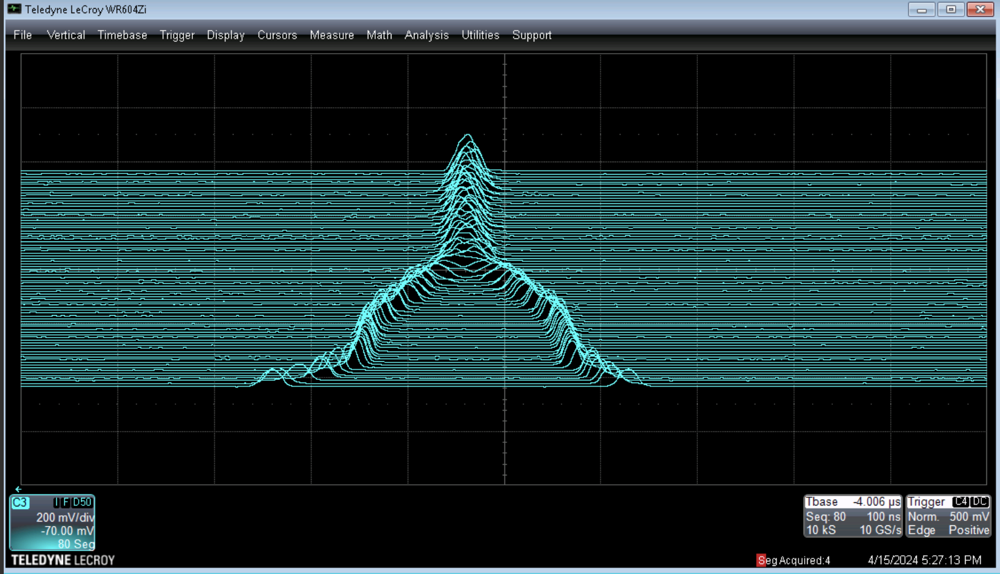 Teledyne LeCroy WR604Zi
File Vertical Timebase Trigger Display Cursors Measure Math Analysis Utilities Support
C3 I F D50
200 mV/div
-70.00 mV
80 Seg
Tbase -4.006 µs
Seq: 80 100 ns
10 kS 10 GS/s
Trigger C4 DC
Norm. 500 mV
Edge Positive
TELEDYNE LECROY
Seg Acquired:4 4/15/2024 5:27:13 PM